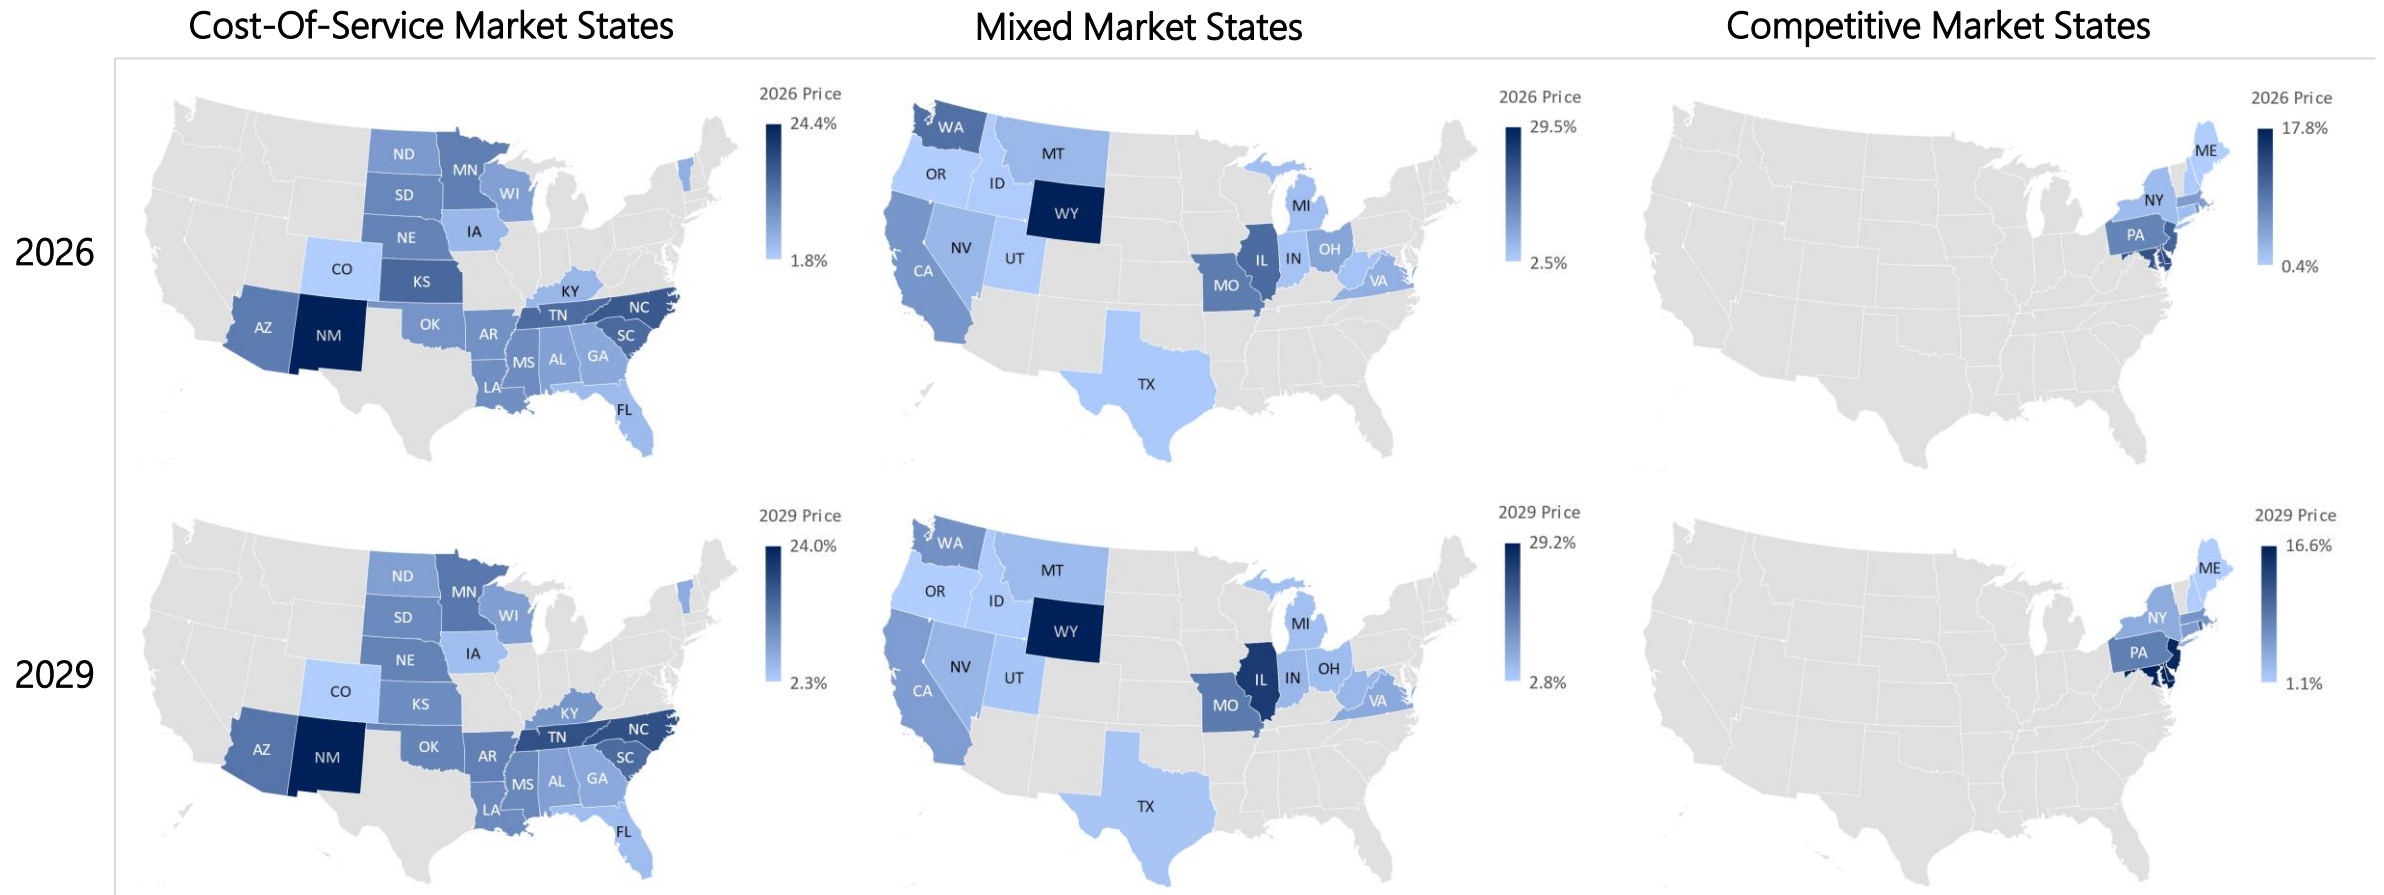 Cost-Of-Service Market States
Mixed Market States
Competitive Market States
2026
2026 Price
24.4%
1.8%
ND
MN
SD
WI
NE
IA
CO
KS
KY
AZ
NM
OK
AR
TN
NC
SC
MS
AL
GA
LA
FL
2026 Price
29.5%
2.5%
WA
MT
OR
ID
WY
MI
NV
UT
CA
IL
IN
OH
MO
VA
TX
2026 Price
17.8%
0.4%
ME
NY
PA
2029
2029 Price
24.0%
2.3%
ND
MN
SD
WI
NE
IA
CO
KS
KY
AZ
NM
OK
AR
TN
NC
SC
MS
AL
GA
LA
FL
2029 Price
29.2%
2.8%
WA
MT
OR
ID
WY
MI
NV
UT
CA
IL
IN
OH
MO
VA
TX
2029 Price
16.6%
1.1%
ME
NY
PA